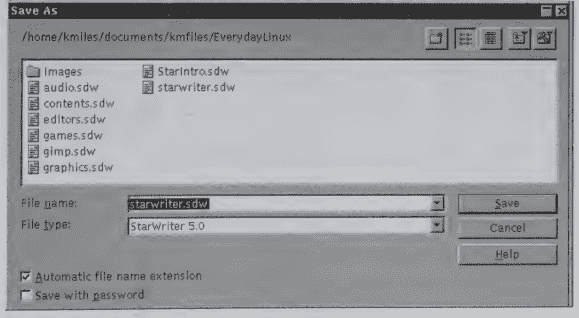 Save As
/home/kmiles/documents/kmfiles/EverydayLinux
Images
audio.sdw
contents.sdw
editors.sdw
games.sdw
gimp.sdw
graphics.sdw
StarIntro.sdw
starwriter.sdw
File name: starwriter.sdw Save
File type: StarWriter 5.0 Cancel
Help
Automatic file name extension
Save with password